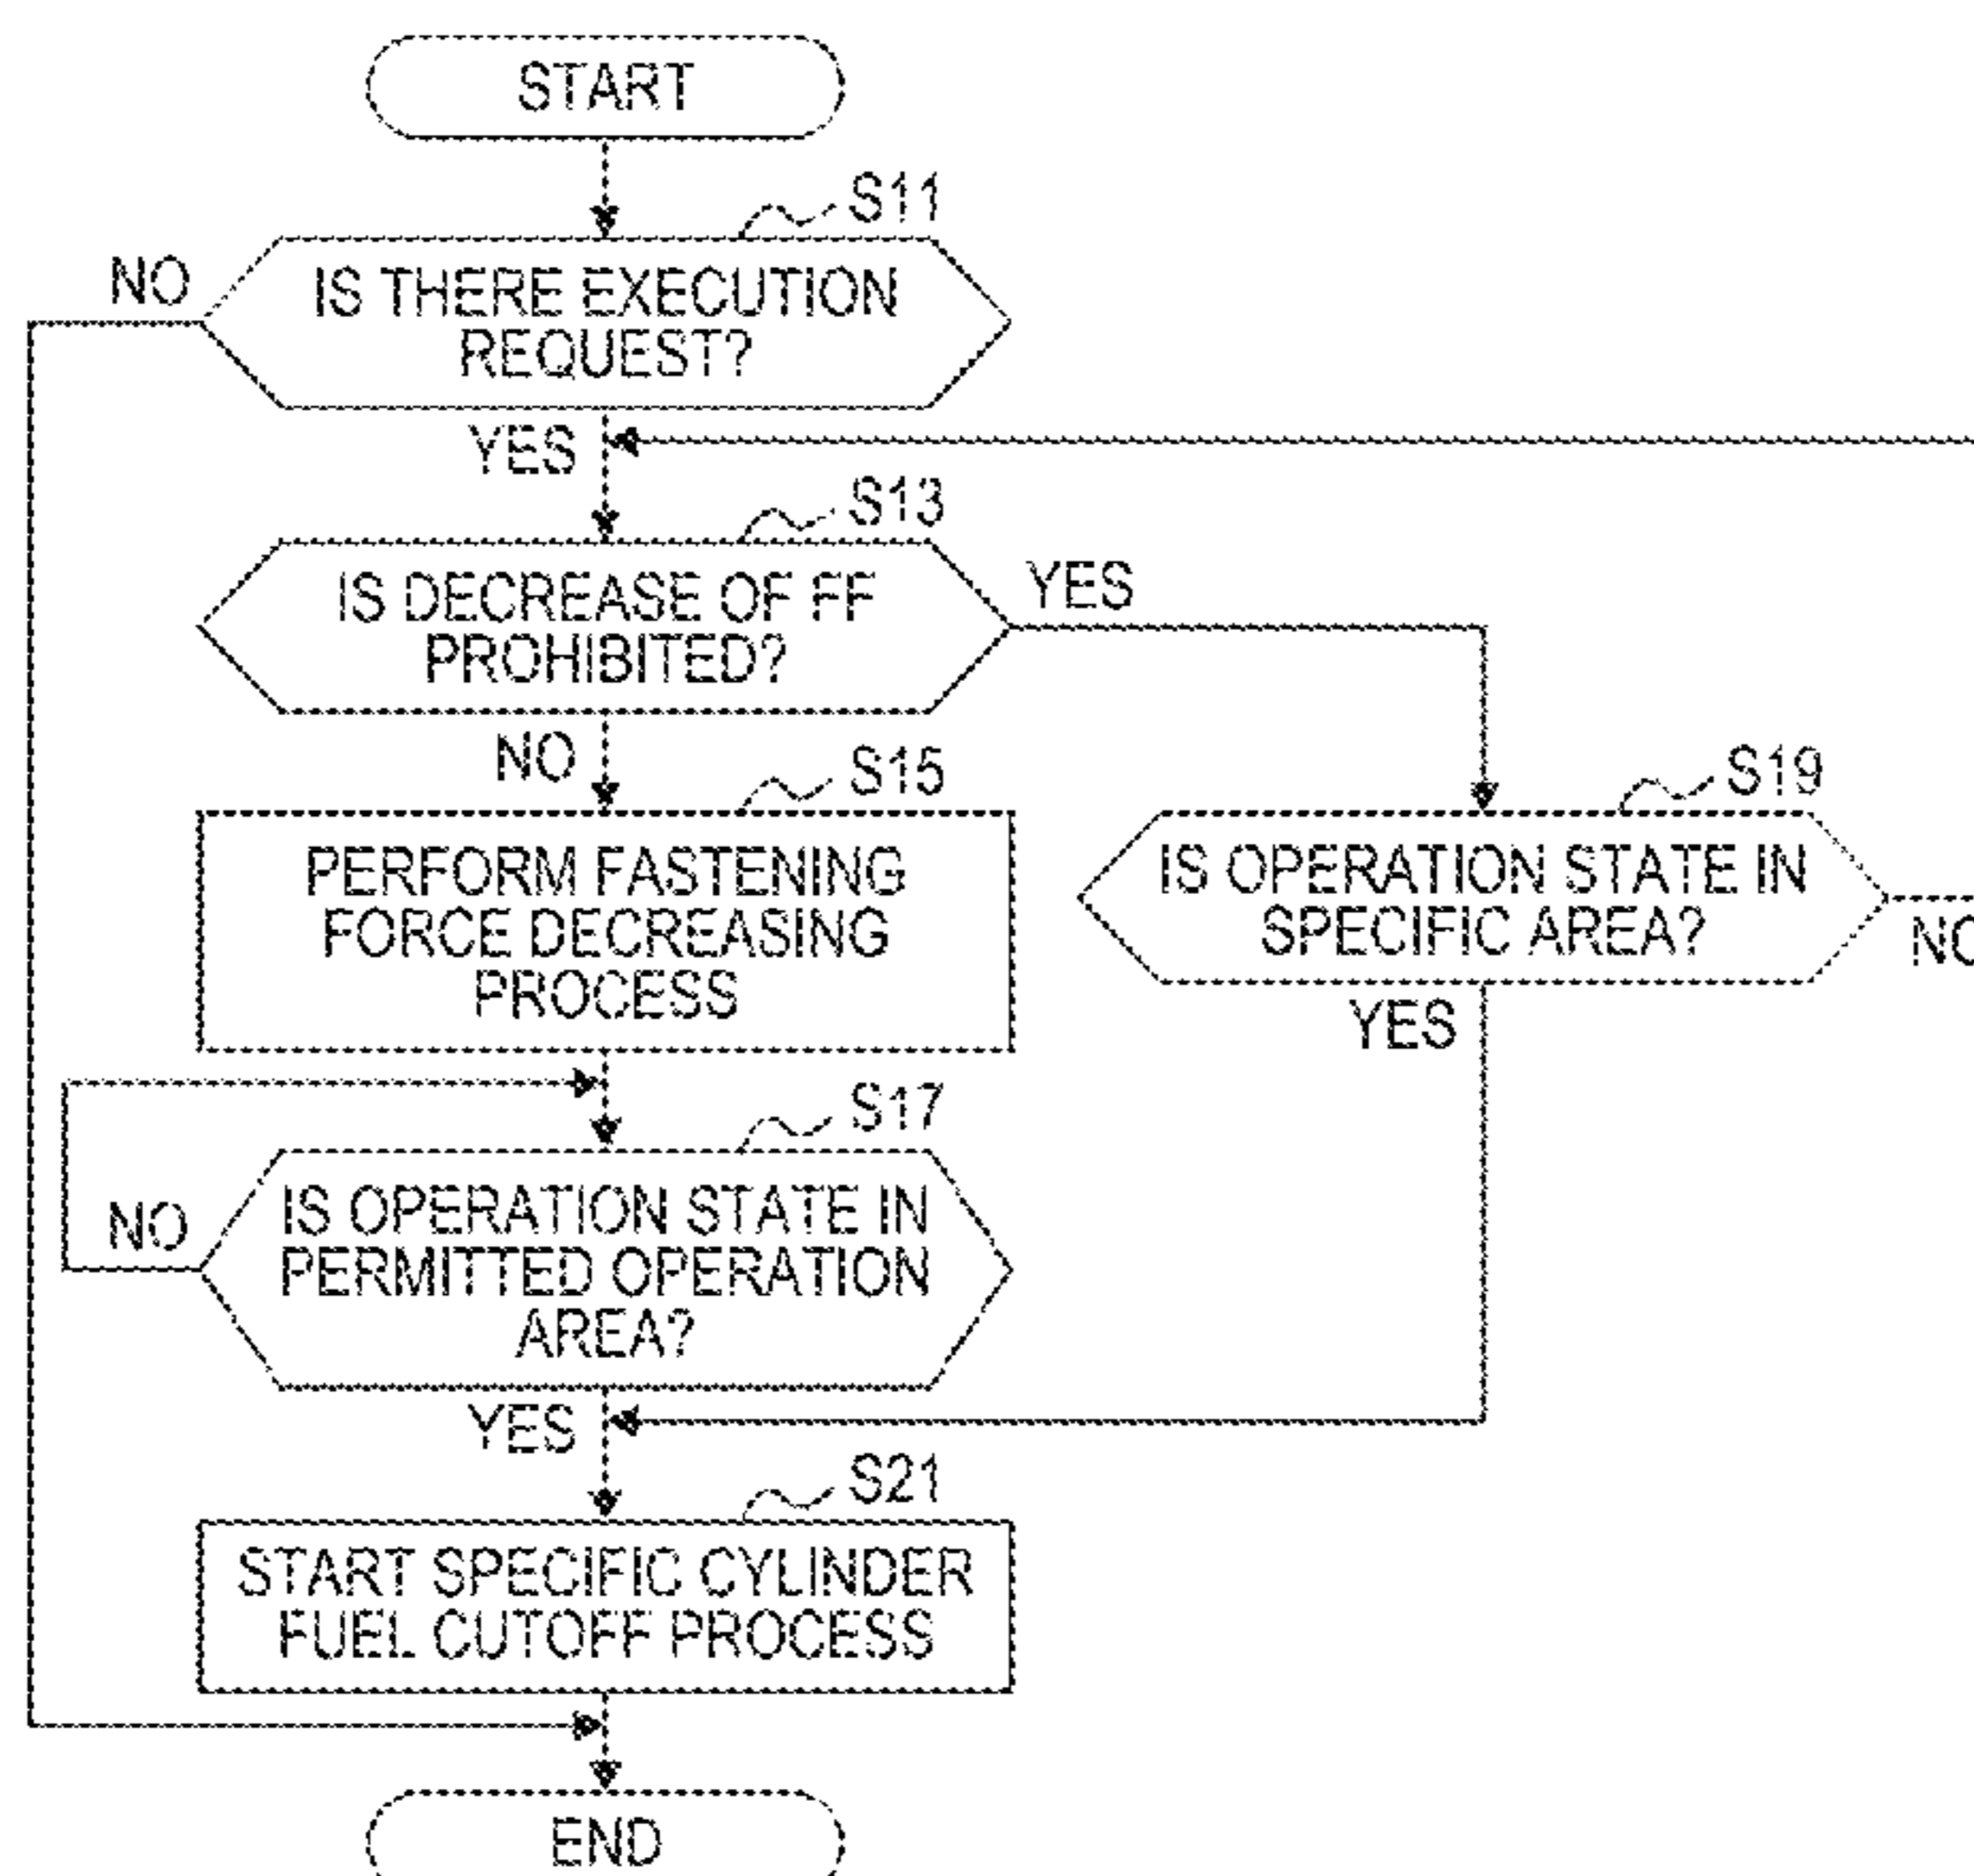 START
S11
NO
IS THERE EXECUTION
REQUEST?
YES
S13
IS DECREASE OF FF
PROHIBITED?
YES
NO
S15
PERFORM FASTENING
FORCE DECREASING
PROCESS
S19
IS OPERATION STATE IN
SPECIFIC AREA?
NO
YES
S17
NO
IS OPERATION STATE IN
PERMITTED OPERATION
AREA?
YES
S21
START SPECIFIC CYLINDER
FUEL CUTOFF PROCESS
END